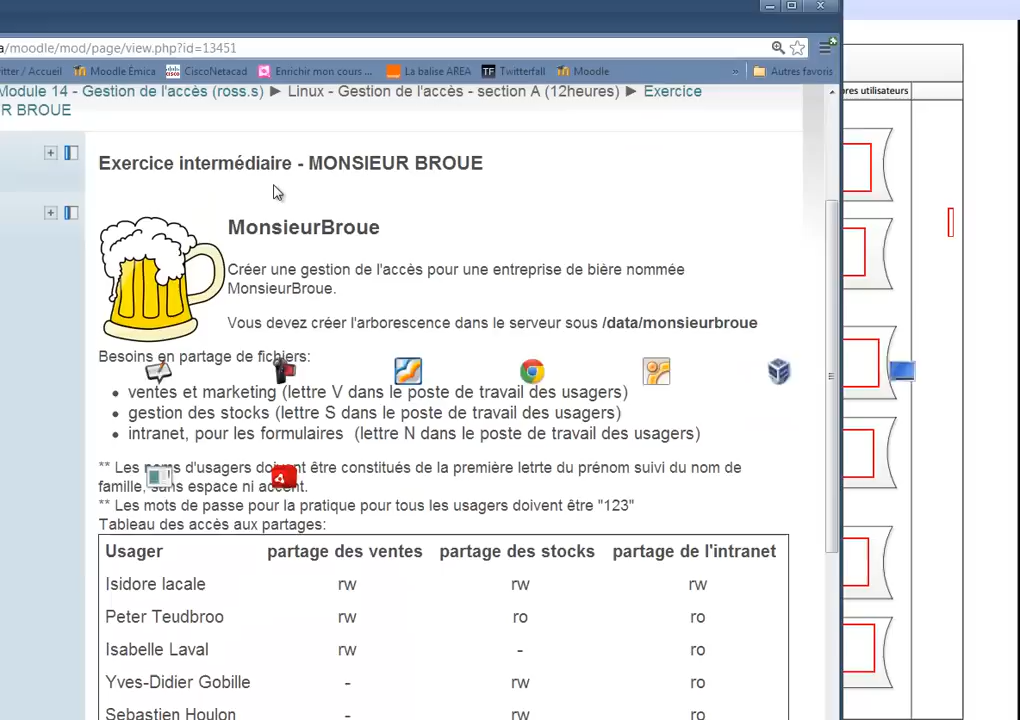 a/moodle/mod/page/view.php?id=13451
itter / Accueil Moodle Émica CiscoNetacad Enrichir mon cours ... La balise AREA Twitterfall Moodle » Autres favoris
Module 14 - Gestion de l'accès (ross.s) ► Linux - Gestion de l'accès - section A (12heures) ► Exercice
R BROUE
res utilisateurs
Exercice intermédiaire - MONSIEUR BROUE
MonsieurBroue
Créer une gestion de l'accès pour une entreprise de bière nommée
MonsieurBroue.
Vous devez créer l'arborescence dans le serveur sous /data/monsieurbroue
Besoins en partage de fichiers:
• ventes et marketing (lettre V dans le poste de travail des usagers)
• gestion des stocks (lettre S dans le poste de travail des usagers)
• intranet, pour les formulaires (lettre N dans le poste de travail des usagers)
** Les noms d'usagers doivent être constitués de la première letrte du prénom suivi du nom de
famille, sans espace ni accent.
** Les mots de passe pour la pratique pour tous les usagers doivent être "123"
Tableau des accès aux partages:
Usager partage des ventes partage des stocks partage de l'intranet
Isidore lacale rw rw rw
Peter Teudbroo rw ro ro
Isabelle Laval rw - ro
Yves-Didier Gobille - rw ro
Sebastien Houlon - rw ro